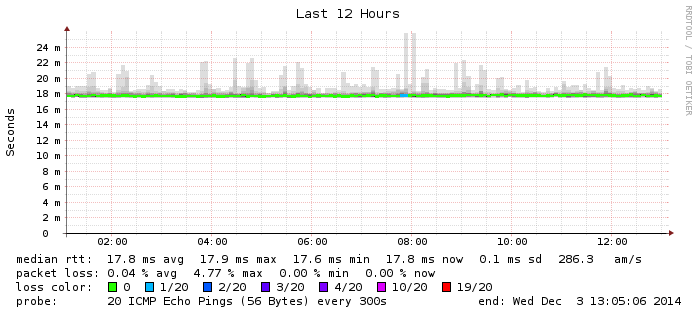 Last 12 Hours
RRDTOOL / TOBI OETIKER
Seconds
24 m
22 m
20 m
18 m
16 m
14 m
12 m
10 m
8 m
6 m
4 m
2 m
0
02:00 04:00 06:00 08:00 10:00 12:00
median rtt: 17.8 ms avg 17.9 ms max 17.6 ms min 17.8 ms now 0.1 ms sd 286.3 am/s
packet loss: 0.04 % avg 4.77 % max 0.00 % min 0.00 % now
loss color: 0 1/20 2/20 3/20 4/20 10/20 19/20
probe: 20 ICMP Echo Pings (56 Bytes) every 300s end: Wed Dec 3 13:05:06 2014